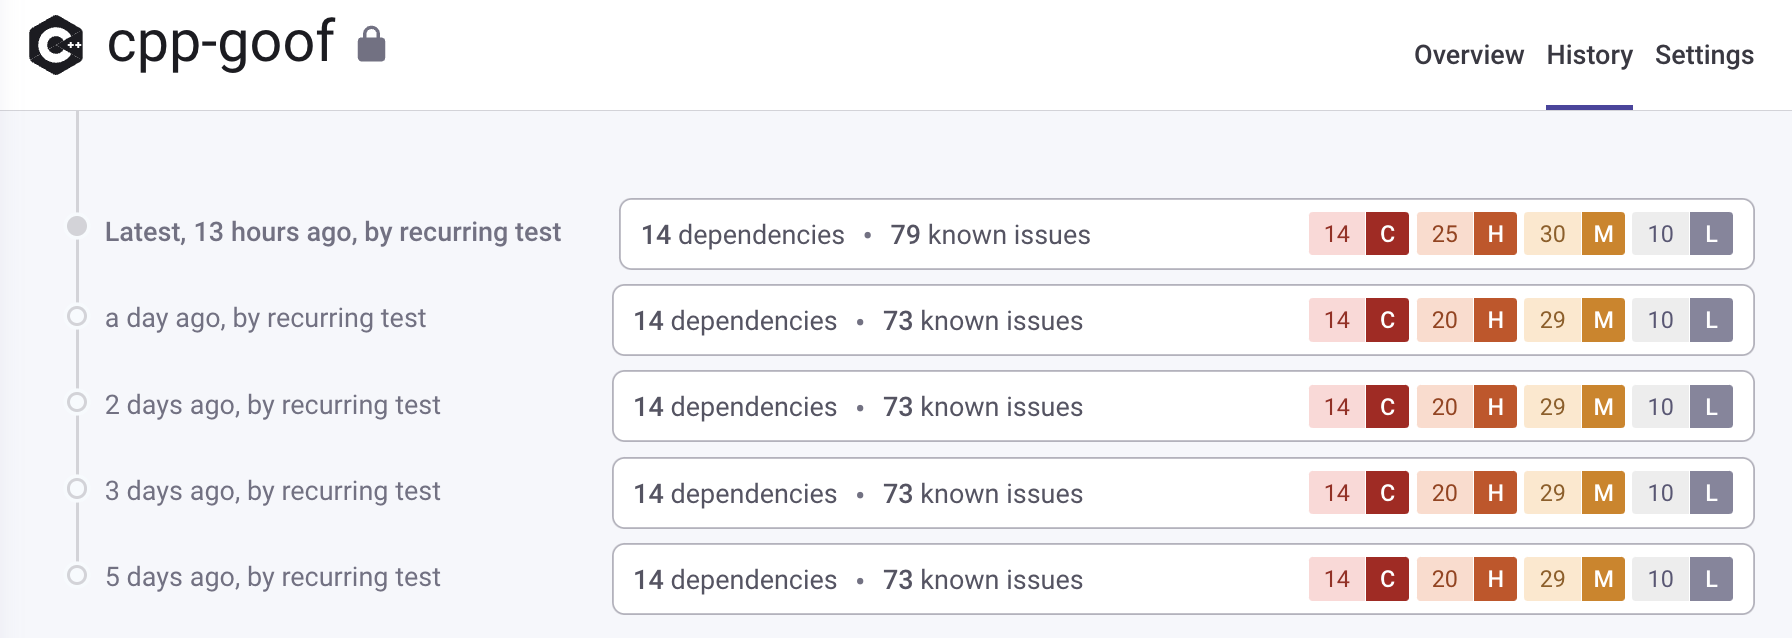 C++ cpp-goof
Overview History Settings
Latest, 13 hours ago, by recurring test 14 dependencies • 79 known issues 14 C 25 H 30 M 10 L
a day ago, by recurring test 14 dependencies • 73 known issues 14 C 20 H 29 M 10 L
2 days ago, by recurring test 14 dependencies • 73 known issues 14 C 20 H 29 M 10 L
3 days ago, by recurring test 14 dependencies • 73 known issues 14 C 20 H 29 M 10 L
5 days ago, by recurring test 14 dependencies • 73 known issues 14 C 20 H 29 M 10 L